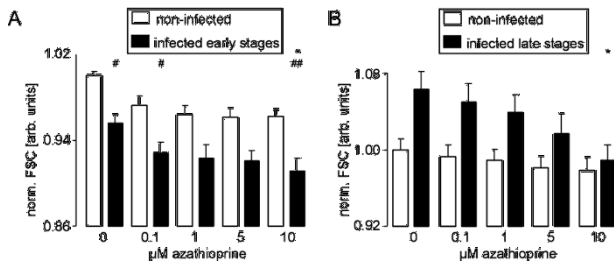 A
non-infected
infected early stages
norm. FSC [arb. units]
1.02
0.94
0.86
# # * ##
0 0.1 1 5 10
µM azathioprine
B
non-infected
infected late stages
norm. FSC [arb. units]
1.08
1.00
0.92
*
0 0.1 1 5 10
µM azathioprine